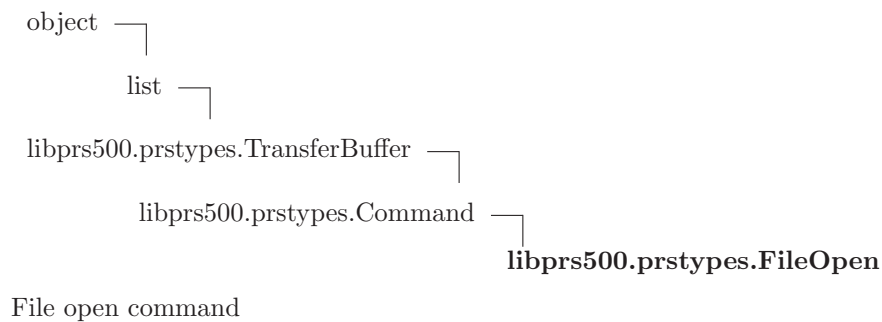 object
list
libprs500.prstypes.TransferBuffer
libprs500.prstypes.Command
libprs500.prstypes.FileOpen
File open command